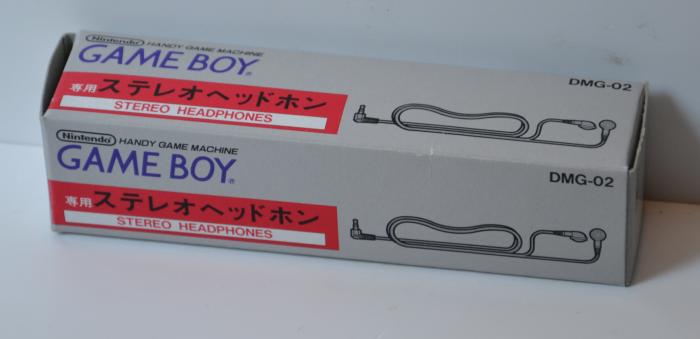 Nintendo HANDY GAME MACHINE
GAME BOY®
DMG-02
専用ステレオヘッドホン
STEREO HEADPHONES
Nintendo HANDY GAME MACHINE
GAME BOY®
DMG-02
専用ステレオヘッドホン
STEREO HEADPHONES